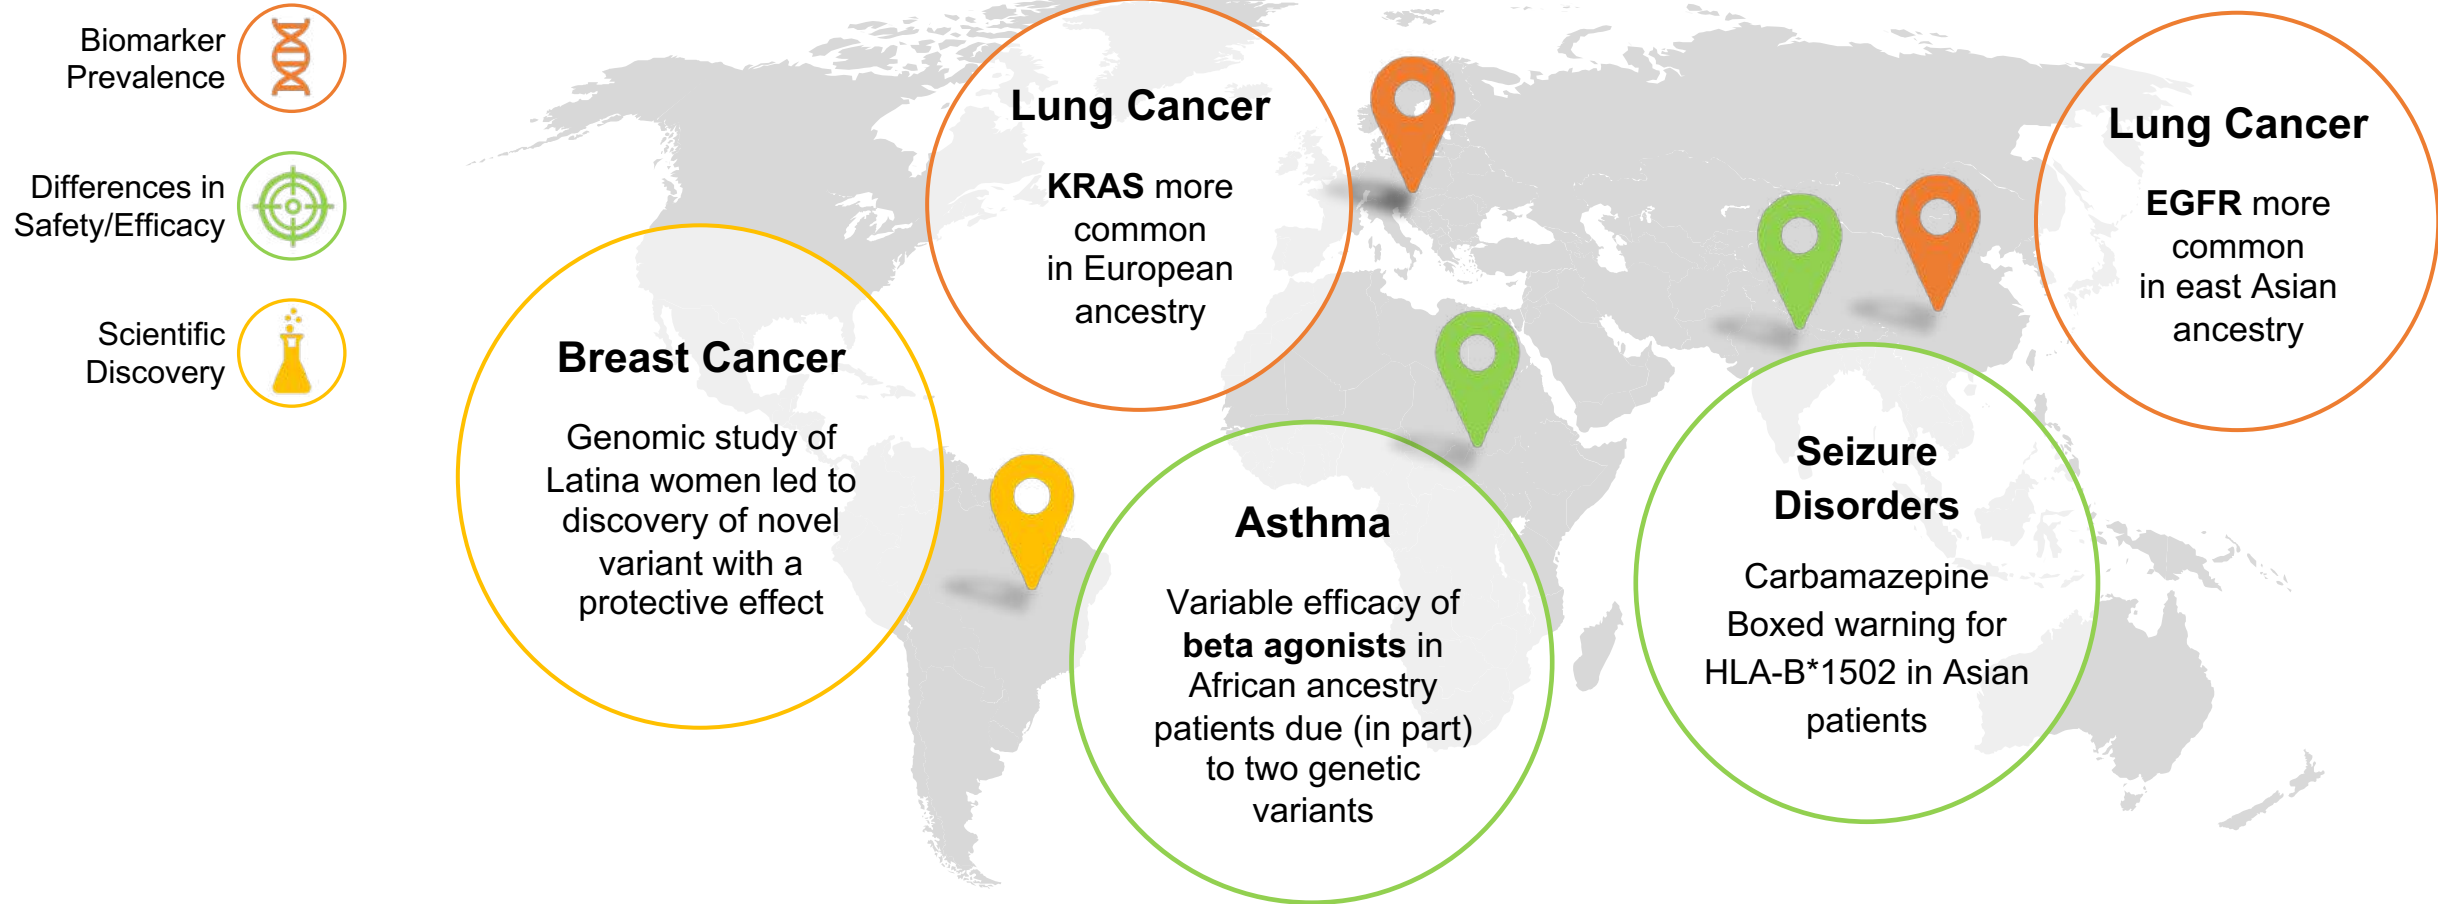 Biomarker
Prevalence
Differences in
Safety/Efficacy
Scientific
Discovery
Breast Cancer
Genomic study of
Latina women led to
discovery of novel
variant with a
protective effect
Lung Cancer
KRAS more
common
in European
ancestry
Asthma
Variable efficacy of
beta agonists in
African ancestry
patients due (in part)
to two genetic
variants
Seizure
Disorders
Carbamazepine
Boxed warning for
HLA-B*1502 in Asian
patients
Lung Cancer
EGFR more
common
in east Asian
ancestry